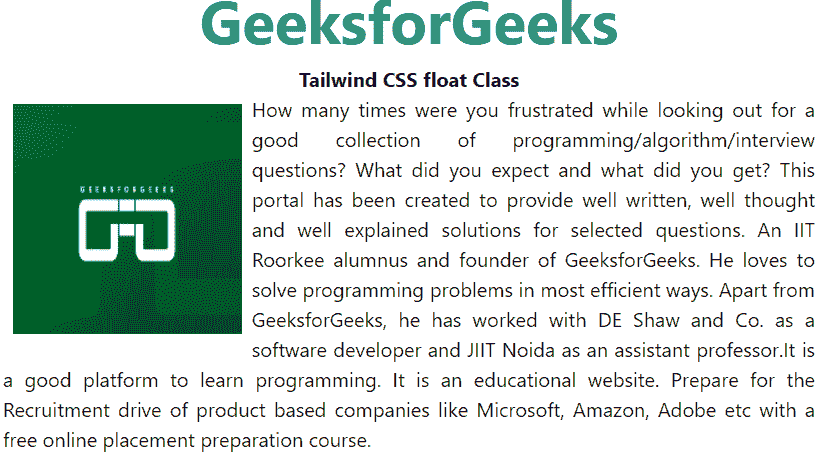 GeeksforGeeks
Tailwind CSS float Class
GEEKSFORGEEKS
How many times were you frustrated while looking out for a
good collection of programming/algorithm/interview
questions? What did you expect and what did you get? This
portal has been created to provide well written, well thought
and well explained solutions for selected questions. An IIT
Roorkee alumnus and founder of GeeksforGeeks. He loves to
solve programming problems in most efficient ways. Apart from
GeeksforGeeks, he has worked with DE Shaw and Co. as a
software developer and JIIT Noida as an assistant professor.It is
a good platform to learn programming. It is an educational website. Prepare for the
Recruitment drive of product based companies like Microsoft, Amazon, Adobe etc with a
free online placement preparation course.